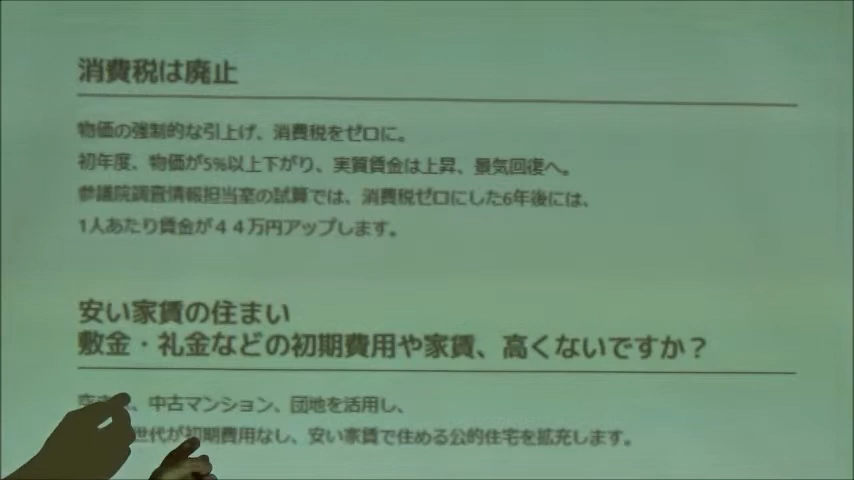 消費税は廃止
物価の強制的な引上げ、消費税をゼロに。
初年度、物価が5%以上下がり、実質賃金は上昇、景気回復へ。
参議院調査情報担当室の試算では、消費税ゼロにした6年後には、
1人あたり賃金が４４万円アップします。
安い家賃の住まい
敷金・礼金などの初期費用や家賃、高くないですか？
、中古マンション、団地を活用し、
世代が初期費用なし、安い家賃で住める公的住宅を拡充します。